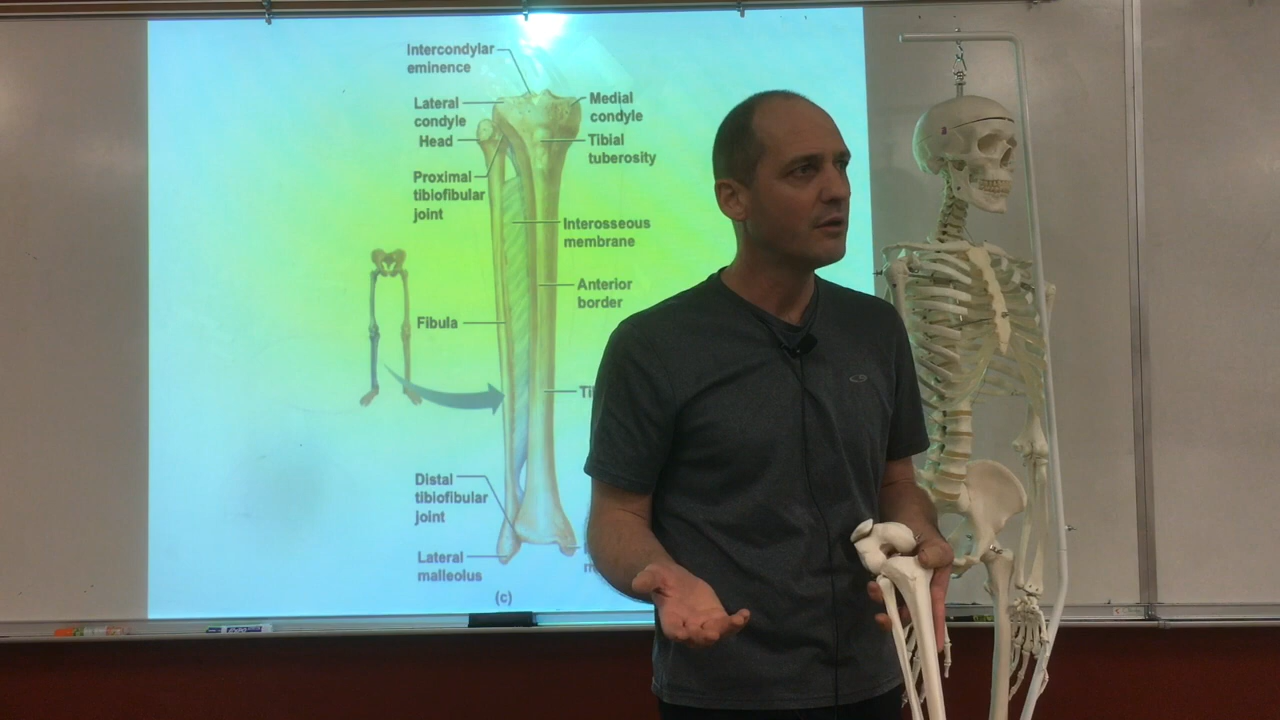 Intercondylar
eminence
Lateral
condyle
Head
Proximal
tibiofibular
joint
Medial
condyle
Tibial
tuberosity
Interosseous
membrane
Anterior
border
Fibula
Distal
tibiofibular
joint
Lateral
malleolus
(c)